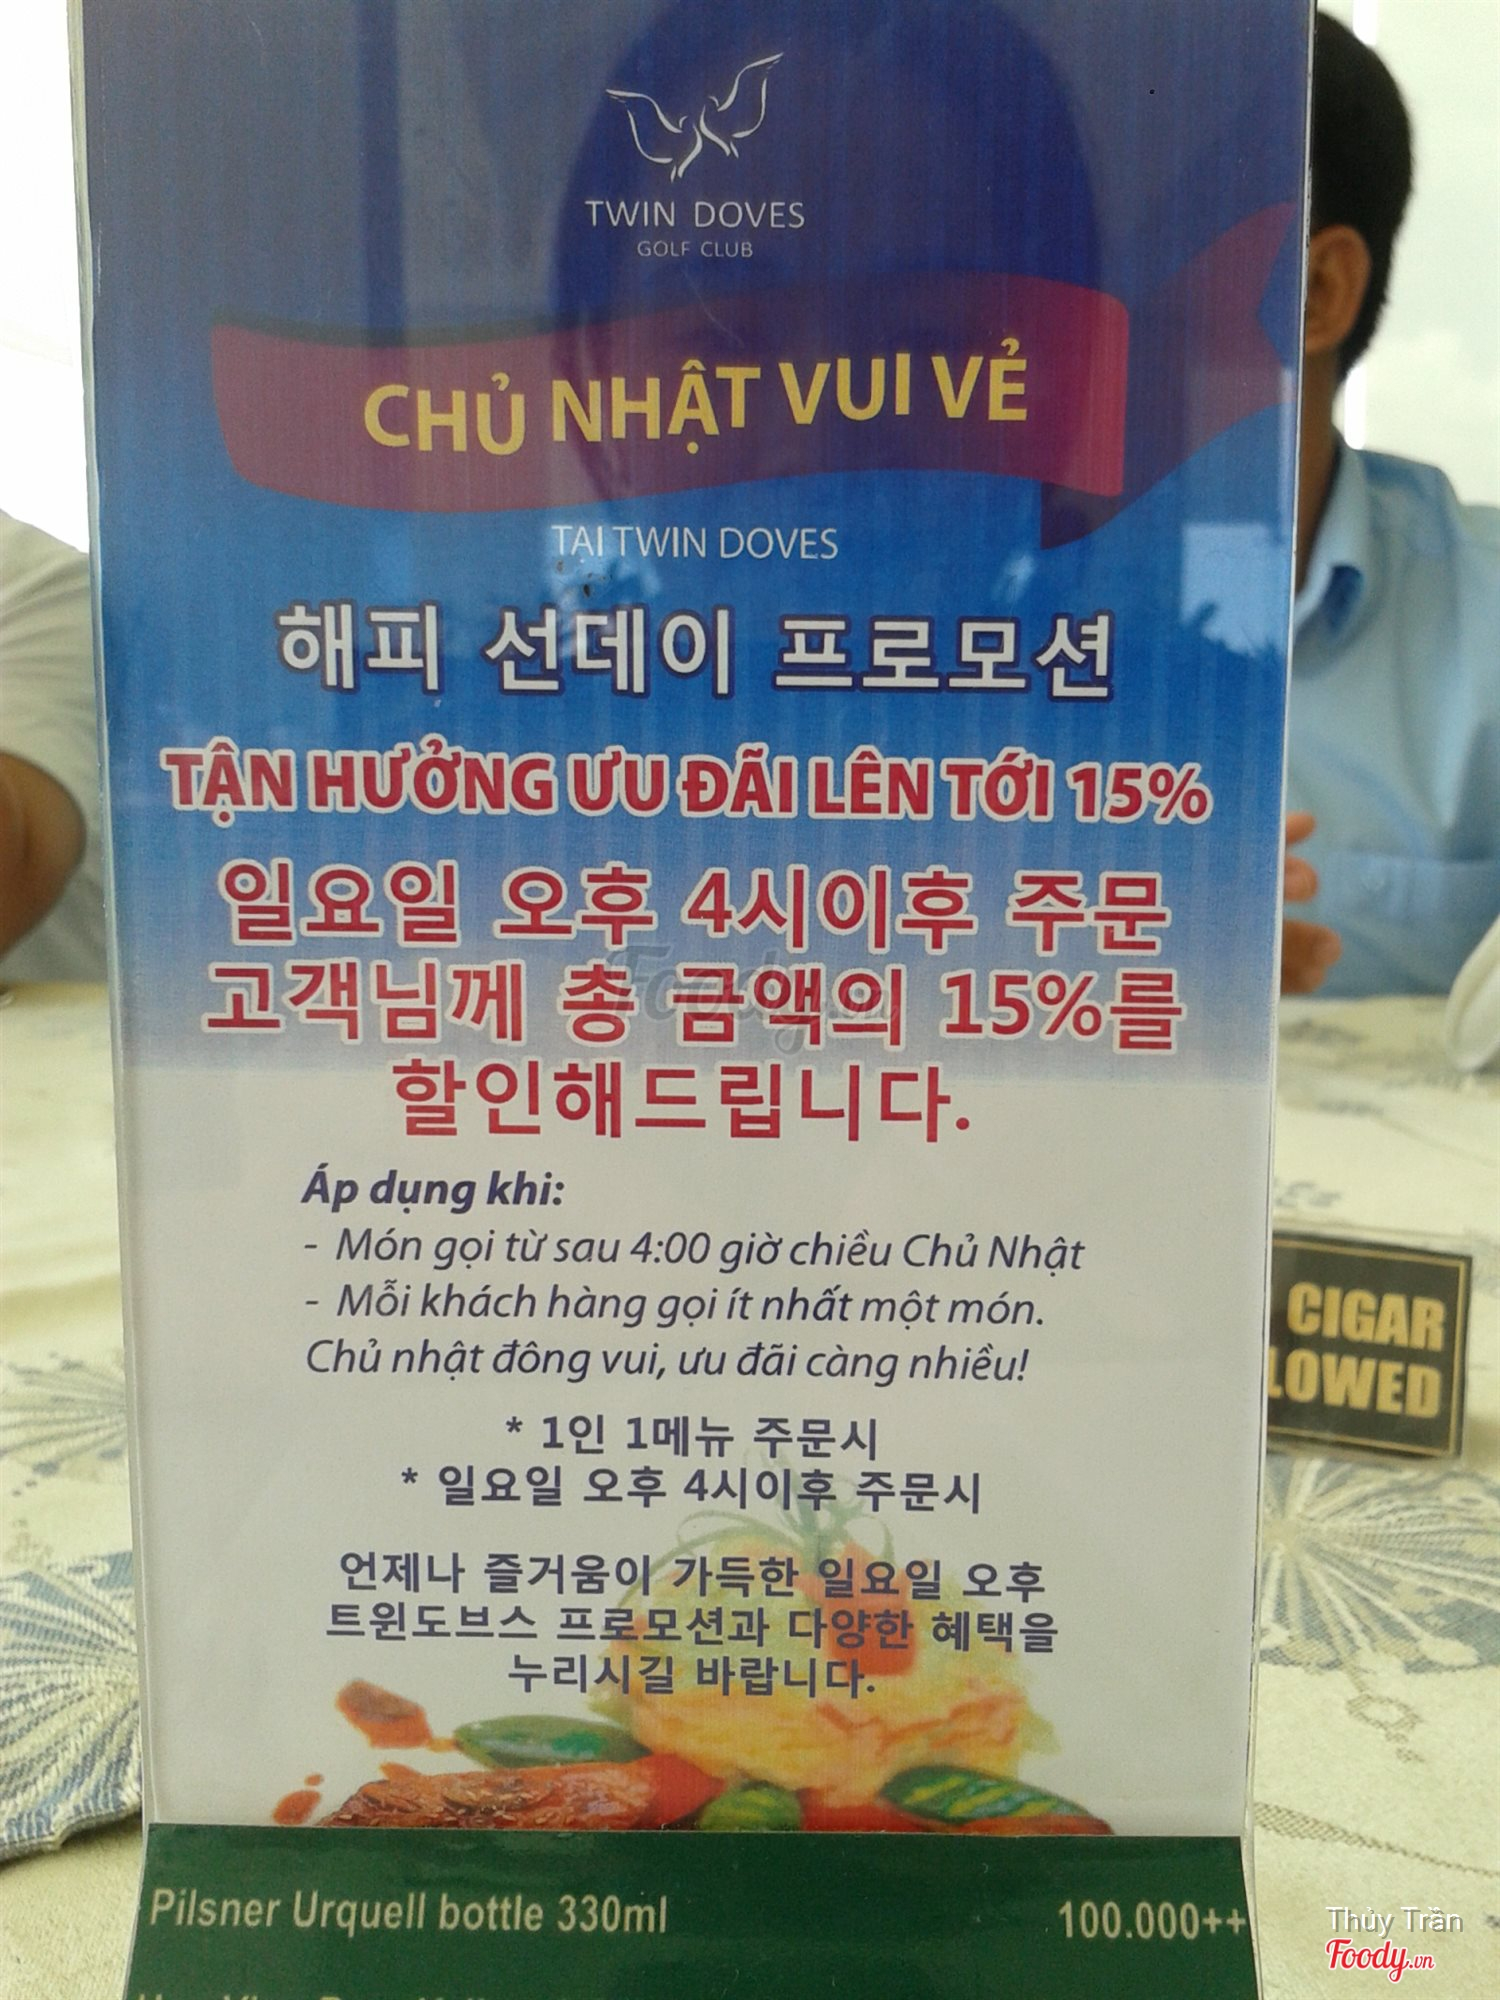 TWIN DOVES
GOLF CLUB
CHỦ NHẬT VUI VẺ
TẠI TWIN DOVES
해피 선데이 프로모션
TẬN HƯỞNG ƯU ĐÃI LÊN TỚI 15%
일요일 오후 4시이후 주문
고객님께 총 금액의 15%를
할인해드립니다.
Áp dụng khi:
- Món gọi từ sau 4:00 giờ chiều Chủ Nhật
- Mỗi khách hàng gọi ít nhất một món.
Chủ nhật đông vui, ưu đãi càng nhiều!
* 1인 1메뉴 주문시
* 일요일 오후 4시이후 주문시
언제나 즐거움이 가득한 일요일 오후
트윈도브스 프로모션과 다양한 혜택을
누리시길 바랍니다.
Pilsner Urquell bottle 330ml 100.000++
CIGAR
LOWED
Foody.vn
Thủy Trần
Foody.vn